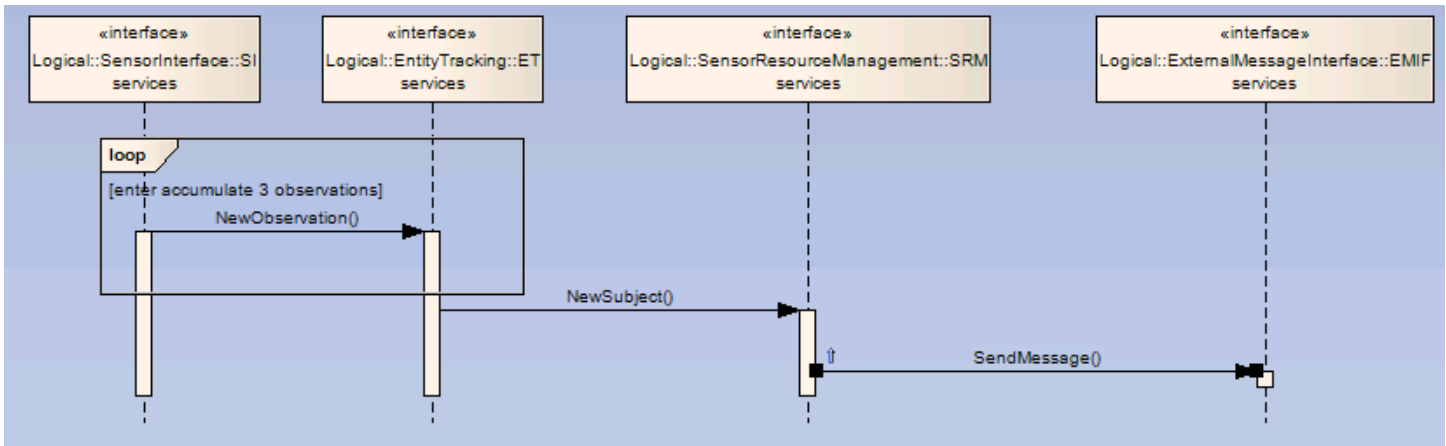 «interface»
Logical::SensorInterface::SI
services
«interface»
Logical::EntityTracking::ET
services
«interface»
Logical::SensorResourceManagement::SRM
services
«interface»
Logical::ExternalMessageInterface::EMIF
services
loop
[enter accumulate 3 observations]
NewObservation()
NewSubject()
SendMessage()